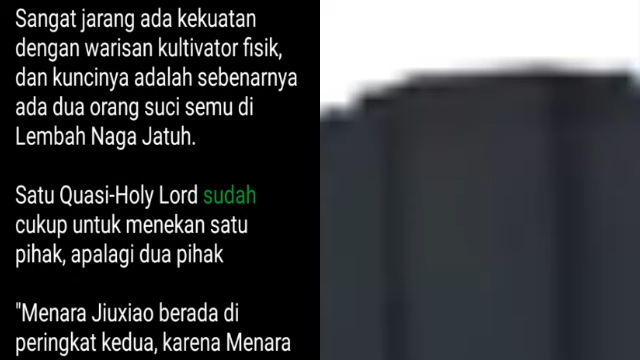 Sangat jarang ada kekuatan
dengan warisan kultivator fisik,
dan kuncinya adalah sebenarnya
ada dua orang suci semu di
Lembah Naga Jatuh.
Satu Quasi-Holy Lord sudah
cukup untuk menekan satu
pihak, apalagi dua pihak
"Menara Jiuxiao berada di
peringkat kedua, karena Menara